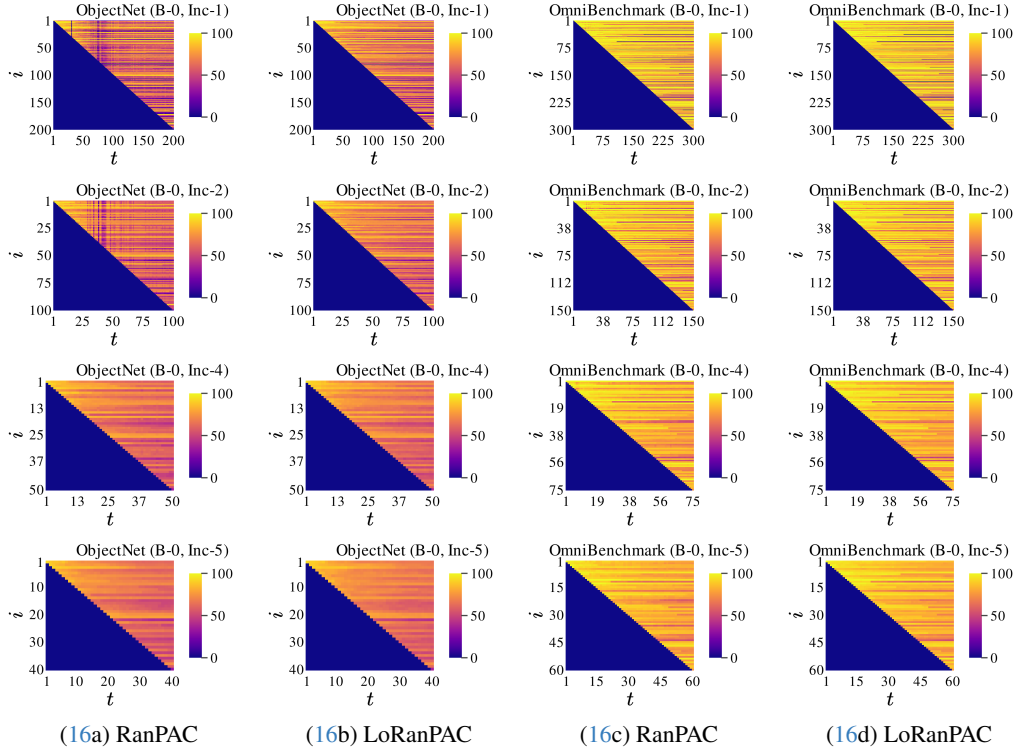 ObjectNet (B-0, Inc-1)
1
50
100
150
200
i
1 50 100 150 200
t
100
50
0
ObjectNet (B-0, Inc-1)
1
50
100
150
200
1 50 100 150 200
t
100
50
0
OmniBenchmark (B-0, Inc-1)
1
75
150
225
300
i
1 75 150 225 300
t
100
50
0
OmniBenchmark (B-0, Inc-1)
1
75
150
225
300
1 75 150 225 300
t
100
50
0
ObjectNet (B-0, Inc-2)
1
25
50
75
100
i
1 25 50 75 100
t
100
50
0
ObjectNet (B-0, Inc-2)
1
25
50
75
100
1 25 50 75 100
t
100
50
0
OmniBenchmark (B-0, Inc-2)
1
38
75
112
150
i
1 38 75 112 150
t
100
50
0
OmniBenchmark (B-0, Inc-2)
1
38
75
112
150
1 38 75 112 150
t
100
50
0
ObjectNet (B-0, Inc-4)
1
13
25
37
50
i
1 13 25 37 50
t
100
50
0
ObjectNet (B-0, Inc-4)
1
13
25
37
50
1 13 25 37 50
t
100
50
0
OmniBenchmark (B-0, Inc-4)
1
19
38
56
75
i
1 19 38 56 75
t
100
50
0
OmniBenchmark (B-0, Inc-4)
1
19
38
56
75
1 19 38 56 75
t
100
50
0
ObjectNet (B-0, Inc-5)
1
10
20
30
40
i
1 10 20 30 40
t
100
50
0
ObjectNet (B-0, Inc-5)
1
10
20
30
40
1 10 20 30 40
t
100
50
0
OmniBenchmark (B-0, Inc-5)
1
15
30
45
60
i
1 15 30 45 60
t
100
50
0
OmniBenchmark (B-0, Inc-5)
1
15
30
45
60
1 15 30 45 60
t
100
50
0
(16a) RanPAC
(16b) LoRanPAC
(16c) RanPAC
(16d) LoRanPAC